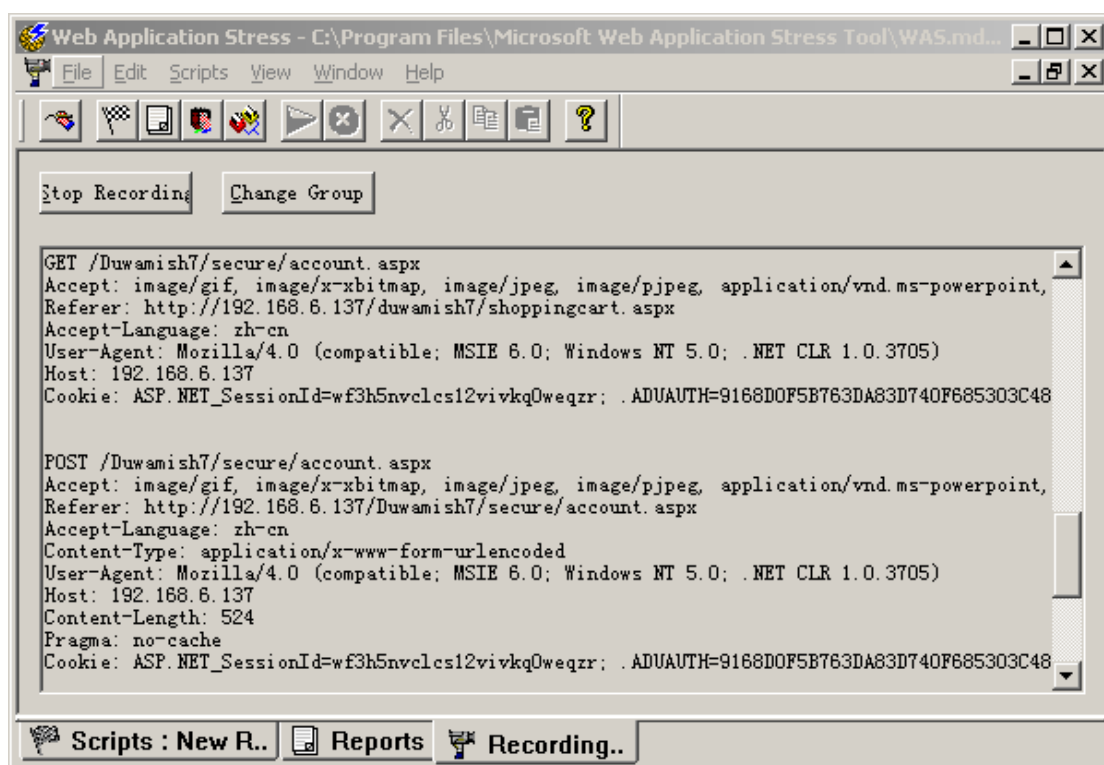 Web Application Stress - C:\Program Files\Microsoft Web Application Stress Tool\WAS.md...
File Edit Scripts View Window Help
Stop Recording
Change Group
GET /Duwamish7/secure/account.aspx
Accept: image/gif, image/x-xbitmap, image/jpeg, image/pjpeg, application/vnd.ms-powerpoint,
Referer: http://192.168.6.137/duwamish7/shoppingcart.aspx
Accept-Language: zh-cn
User-Agent: Mozilla/4.0 (compatible; MSIE 6.0; Windows NT 5.0; .NET CLR 1.0.3705)
Host: 192.168.6.137
Cookie: ASP.NET_SessionId=wf3h5nvclcs12vivkq0weqzr; .ADUAUTH=9168D0F5B763DA83D740F685303C48
POST /Duwamish7/secure/account.aspx
Accept: image/gif, image/x-xbitmap, image/jpeg, image/pjpeg, application/vnd.ms-powerpoint,
Referer: http://192.168.6.137/Duwamish7/secure/account.aspx
Accept-Language: zh-cn
Content-Type: application/x-www-form-urlencoded
User-Agent: Mozilla/4.0 (compatible; MSIE 6.0; Windows NT 5.0; .NET CLR 1.0.3705)
Host: 192.168.6.137
Content-Length: 524
Pragma: no-cache
Cookie: ASP.NET_SessionId=wf3h5nvclcs12vivkq0weqzr; .ADUAUTH=9168D0F5B763DA83D740F685303C48
Scripts : New R.. Reports Recording..